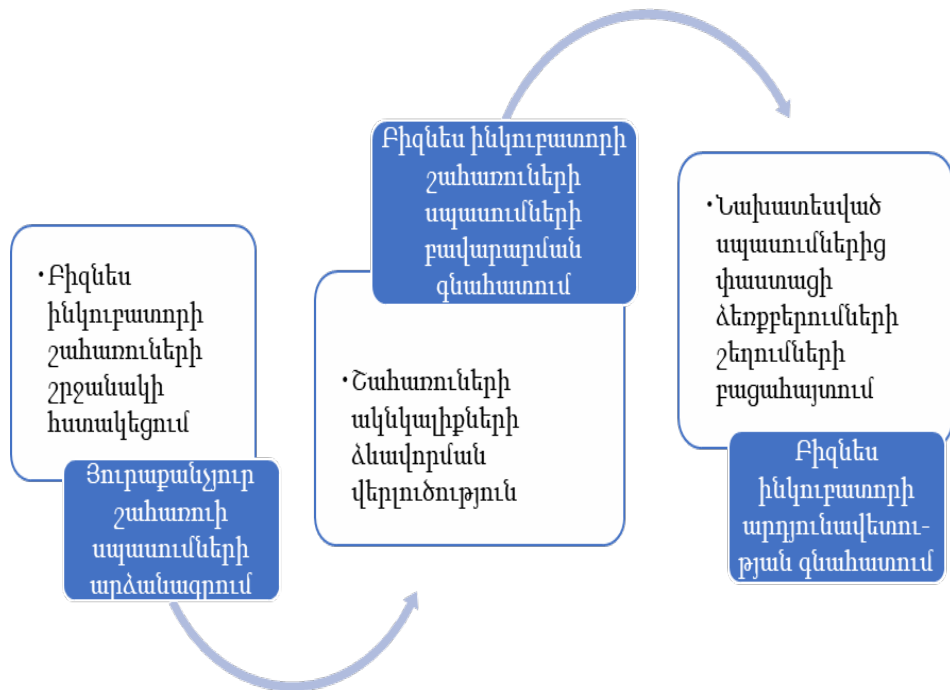 •Բիզնես
ինկուբատորի
շահառուների
շրջանակի
հստակեցում
Յուրաքանչյուր
շահառուի
սպասումների
արձանագրում
Բիզնես ինկուբատորի
շահառուների
սպասումների
բավարարման
գնահատում
•Շահառուների
ակնկալիքների
ձևավորման
վերլուծություն
•Նախատեսված
սպասումներից
փաստացի
ձեռքբերումների
շեղումների
բացահայտում
Բիզնես
ինկուբատորի
արդյունավետու-
թյան գնահատում